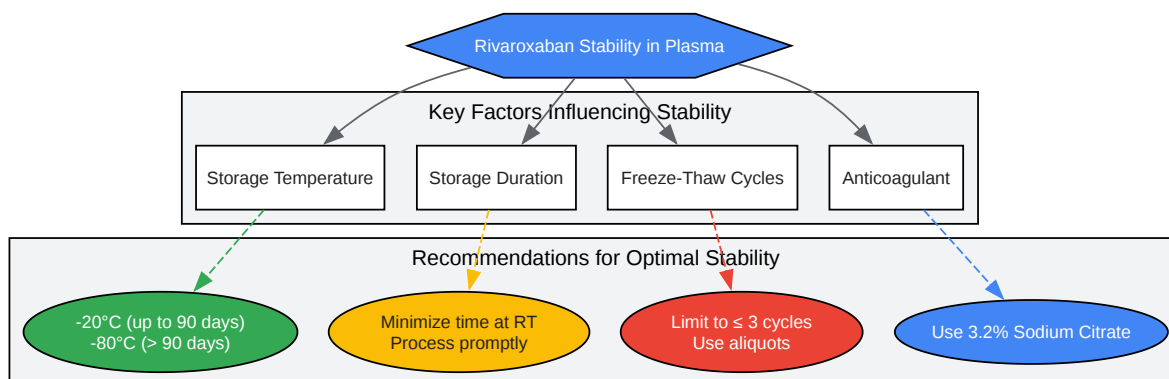 Rivaroxaban Stability in Plasma
Key Factors Influencing Stability
Storage Temperature
Storage Duration
Freeze-Thaw Cycles
Anticoagulant
Recommendations for Optimal Stability
-20°C (up to 90 days)
-80°C (> 90 days)
Minimize time at RT
Process promptly
Limit to ≤ 3 cycles
Use aliquots
Use 3.2% Sodium Citrate